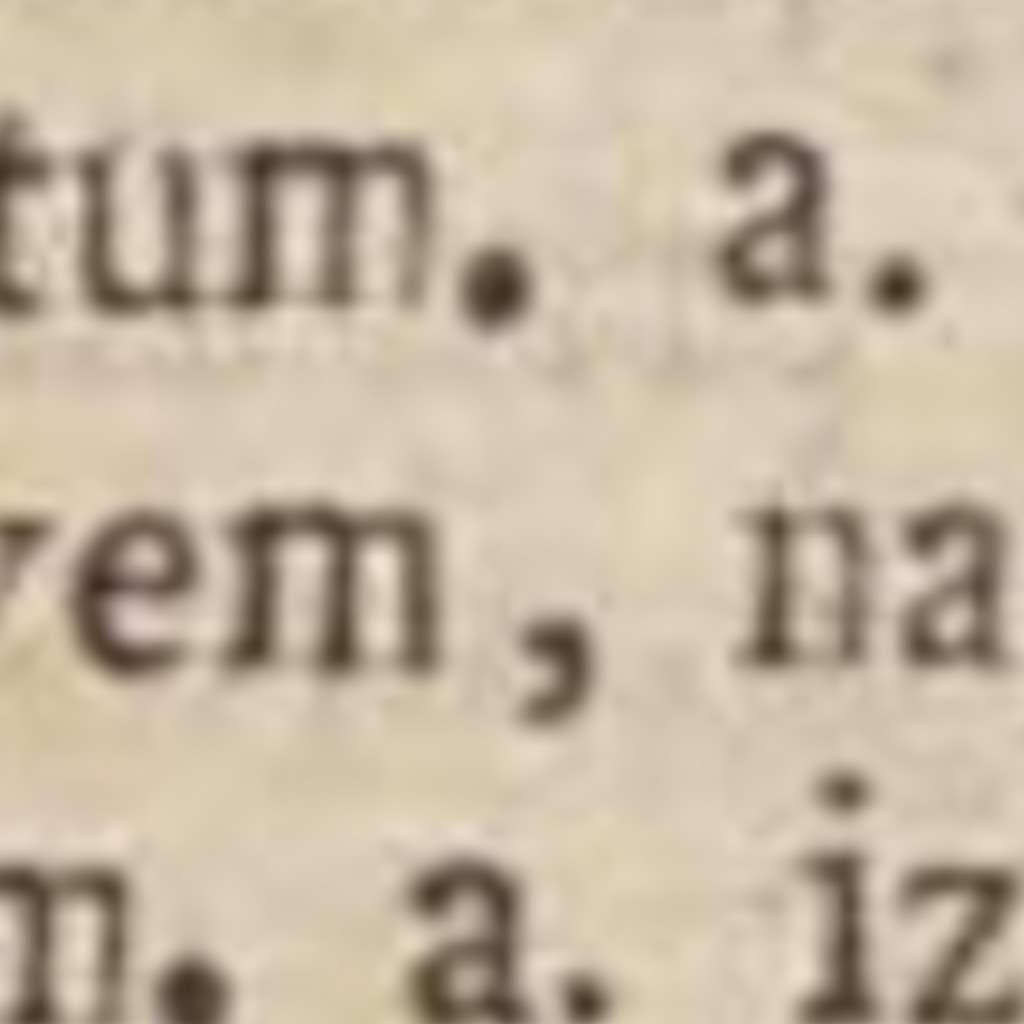 tum. a.
vem, na
m. a. iz